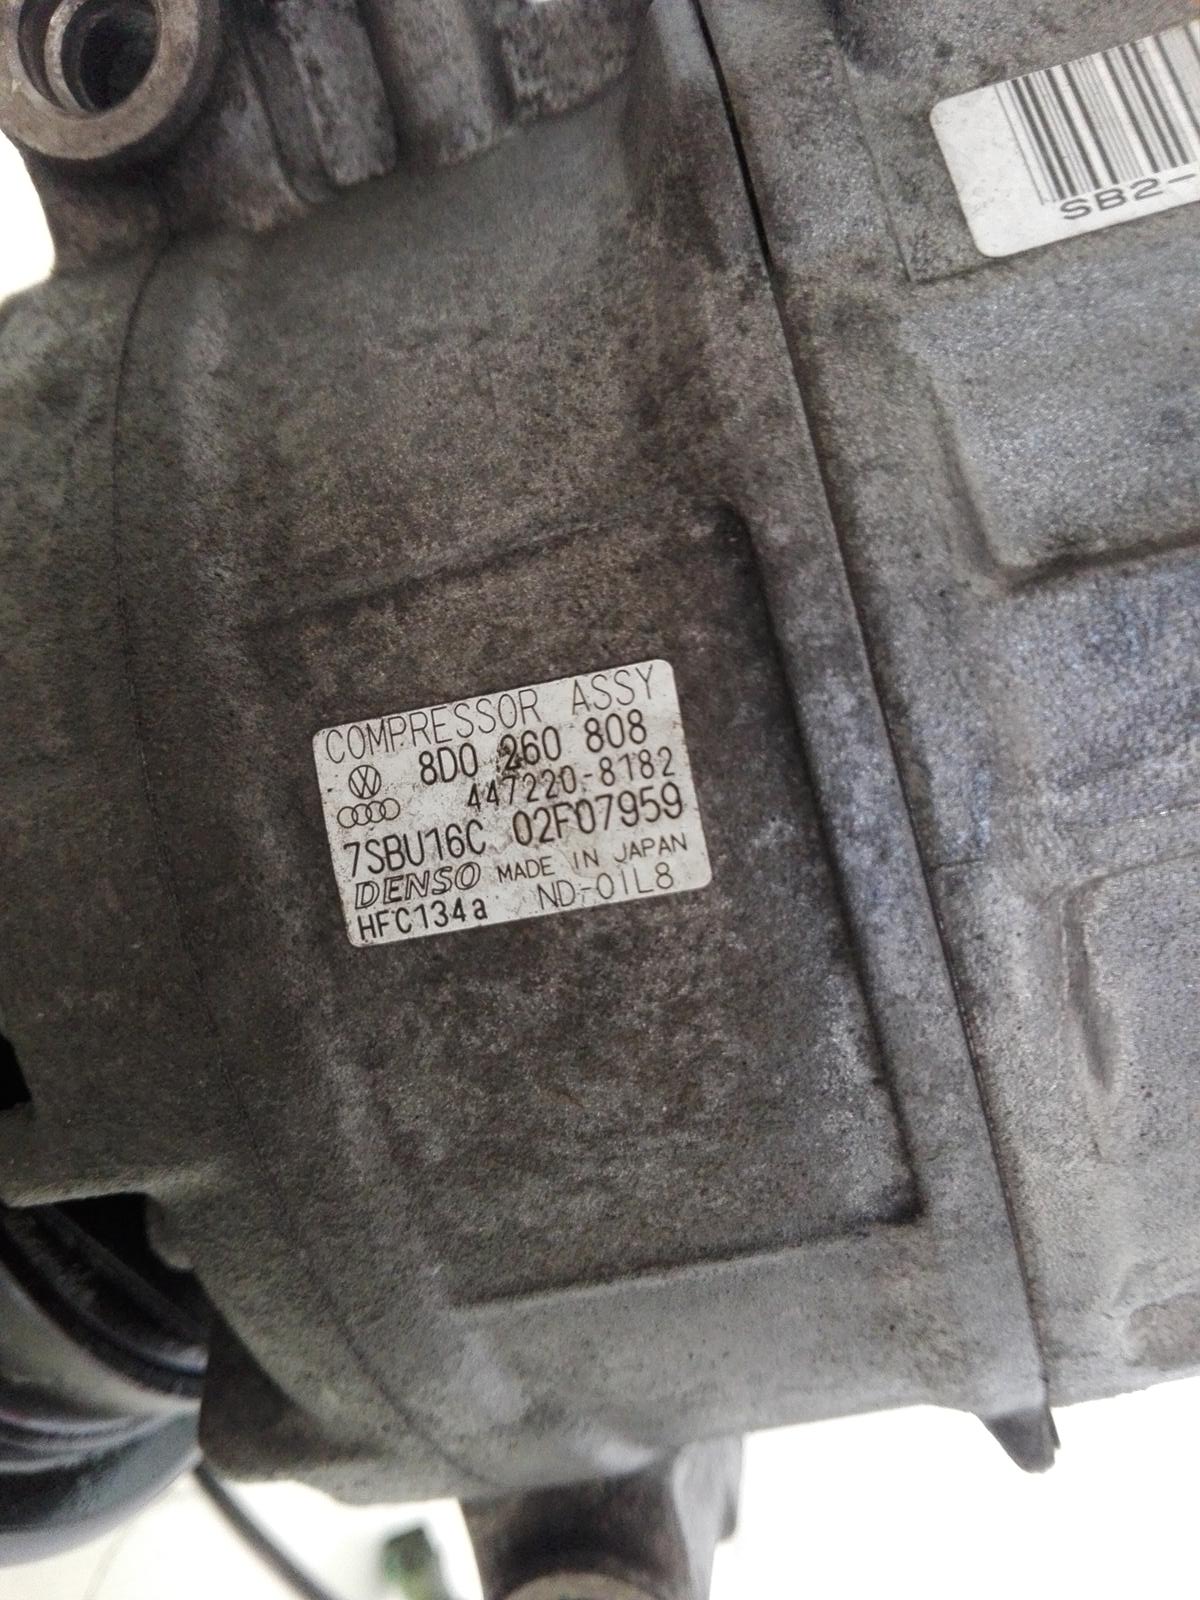 SB2-
COMPRESSOR ASSY
8D0 260 808
447220-8182
7SBU16C 02F07959
DENSO MADE IN JAPAN
HFC134a ND-OIL8